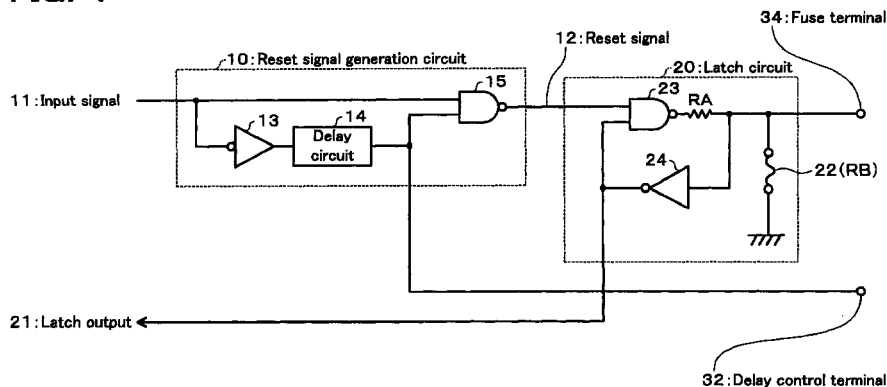 34: Fuse terminal
12: Reset signal
10: Reset signal generation circuit
20: Latch circuit
15
23
RA
11: Input signal
13
14
Delay
circuit
24
22(RB)
21: Latch output
32: Delay control terminal